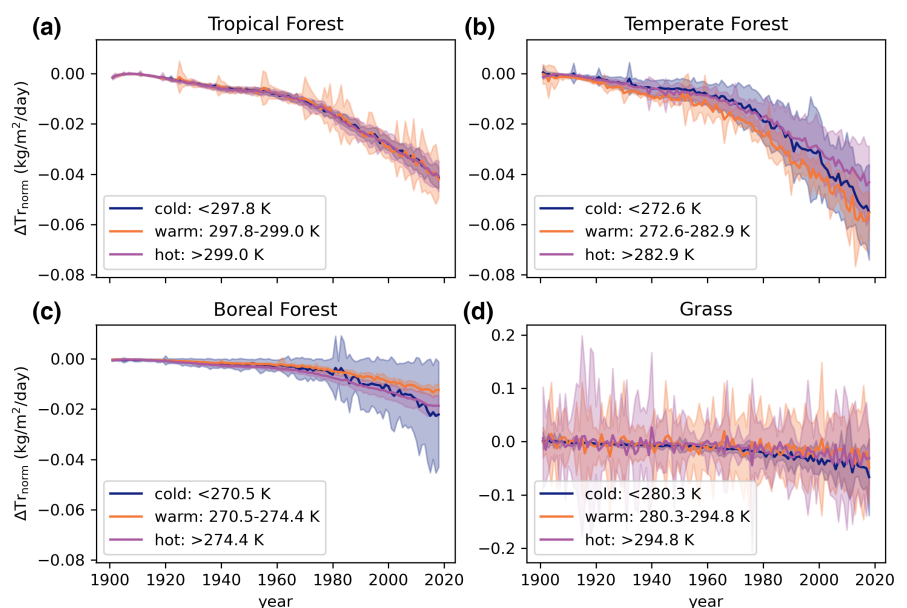 (a) Tropical Forest
0.00
−0.02
−0.04
−0.06
−0.08
ΔTr_norm (kg/m²/day)
cold: <297.8 K
warm: 297.8-299.0 K
hot: >299.0 K
(b) Temperate Forest
0.00
−0.02
−0.04
−0.06
−0.08
cold: <272.6 K
warm: 272.6-282.9 K
hot: >282.9 K
(c) Boreal Forest
0.00
−0.02
−0.04
−0.06
−0.08
ΔTr_norm (kg/m²/day)
cold: <270.5 K
warm: 270.5-274.4 K
hot: >274.4 K
1900 1920 1940 1960 1980 2000 2020
year
(d) Grass
0.2
0.1
0.0
−0.1
−0.2
cold: <280.3 K
warm: 280.3-294.8 K
hot: >294.8 K
1900 1920 1940 1960 1980 2000 2020
year